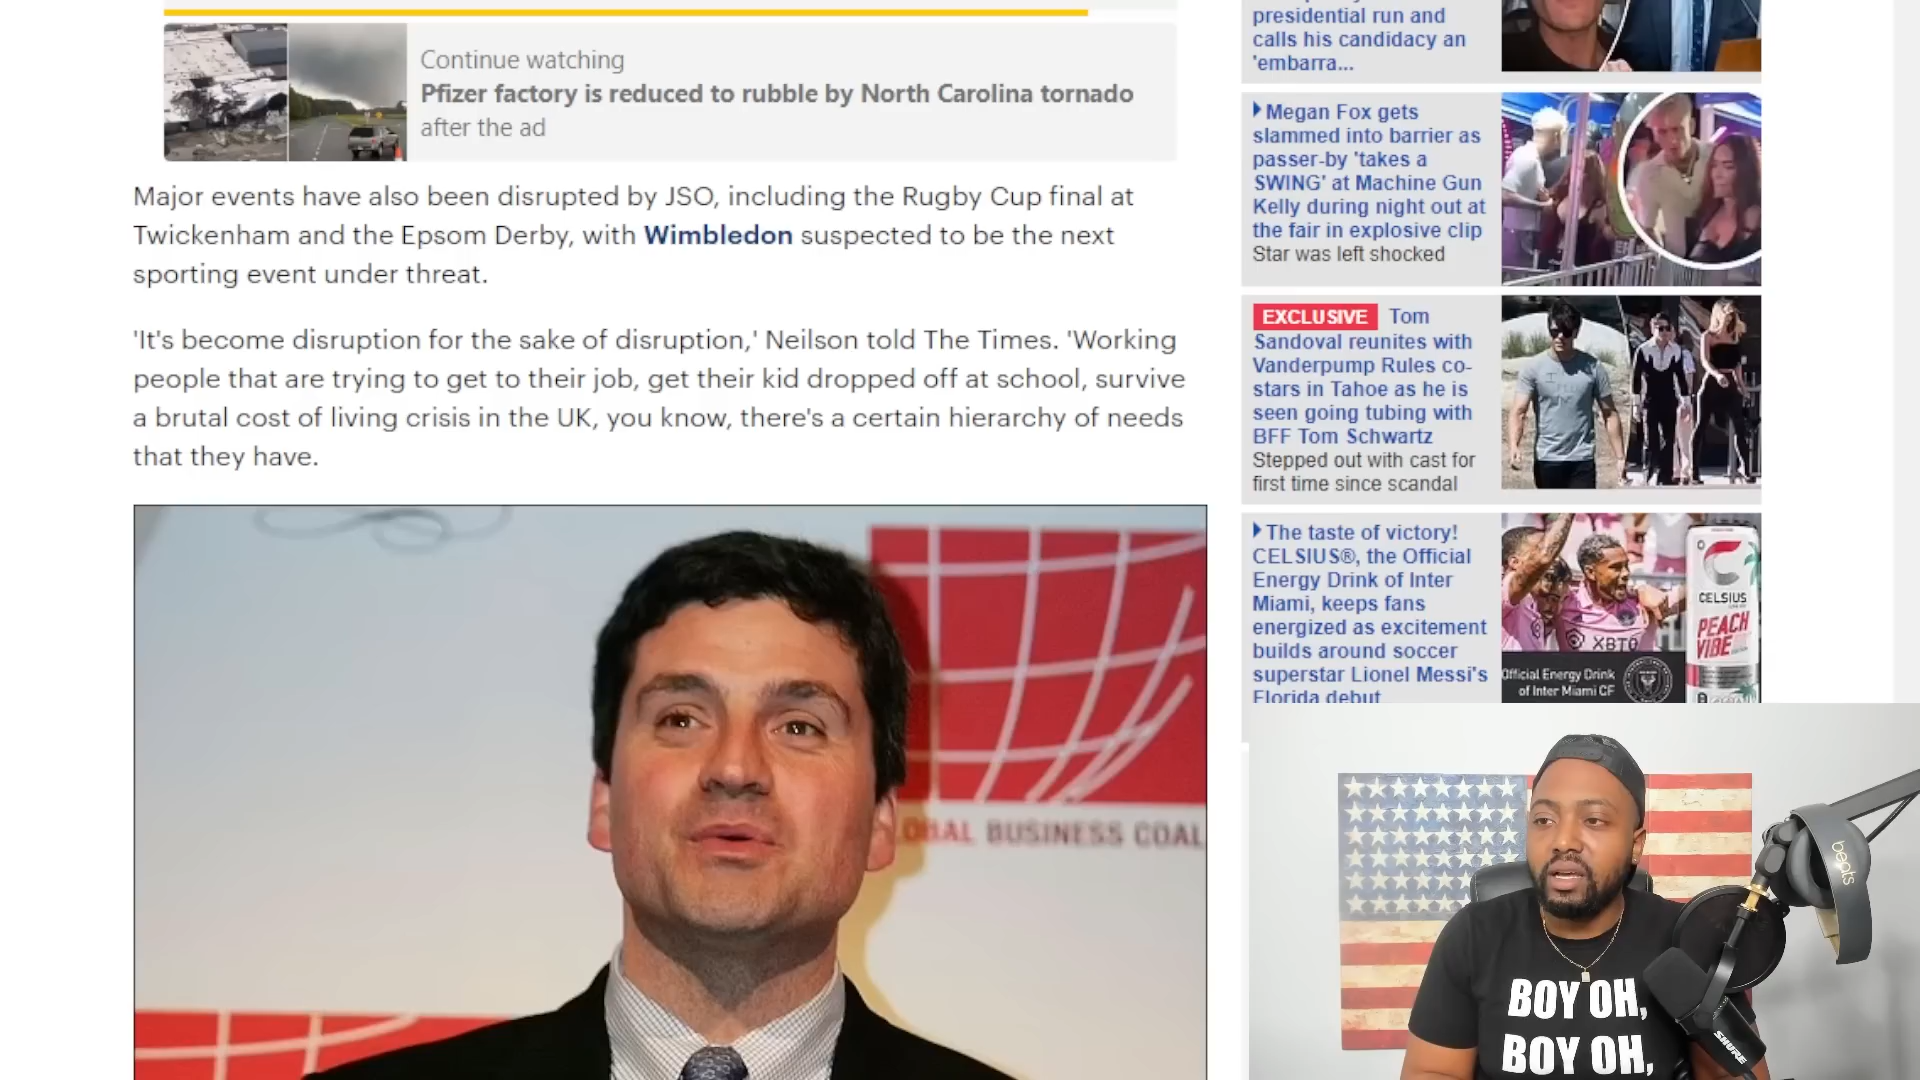 Continue watching
Pfizer factory is reduced to rubble by North Carolina tornado
after the ad
Major events have also been disrupted by JSO, including the Rugby Cup final at
Twickenham and the Epsom Derby, with Wimbledon suspected to be the next
sporting event under threat.
'It's become disruption for the sake of disruption,' Neilson told The Times. 'Working
people that are trying to get to their job, get their kid dropped off at school, survive
a brutal cost of living crisis in the UK, you know, there's a certain hierarchy of needs
that they have.
OBAL BUSINESS COAL
presidential run and
calls his candidacy an
'embarra...
Megan Fox gets
slammed into barrier as
passer-by 'takes a
SWING' at Machine Gun
Kelly during night out at
the fair in explosive clip
Star was left shocked
EXCLUSIVE Tom
Sandoval reunites with
Vanderpump Rules co-
stars in Tahoe as he is
seen going tubing with
BFF Tom Schwartz
Stepped out with cast for
first time since scandal
The taste of victory!
CELSIUS®, the Official
Energy Drink of Inter
Miami, keeps fans
energized as excitement
builds around soccer
superstar Lionel Messi's
Florida debut
CELSIUS
PEACH
VIBE
XBTO
Official Energy Drink
of Inter Miami CF
beats
BOY OH,
BOY OH,
SHURE